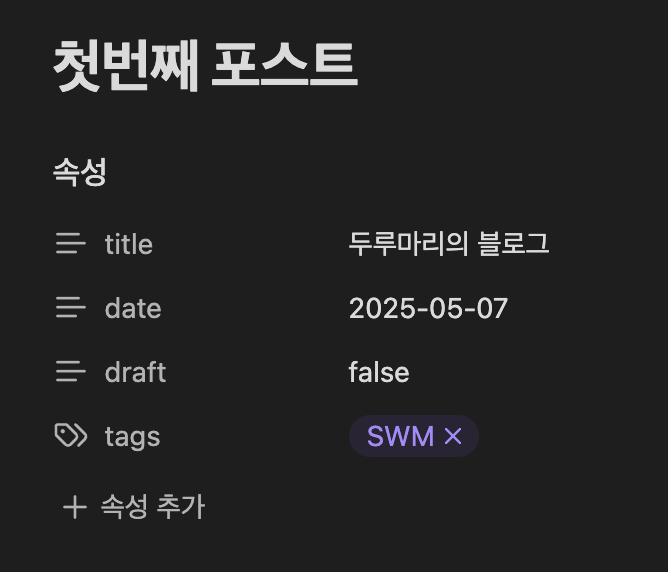 첫번째 포스트
속성
title 두루마리의 블로그
date 2025-05-07
draft false
tags SWM ×
+ 속성 추가